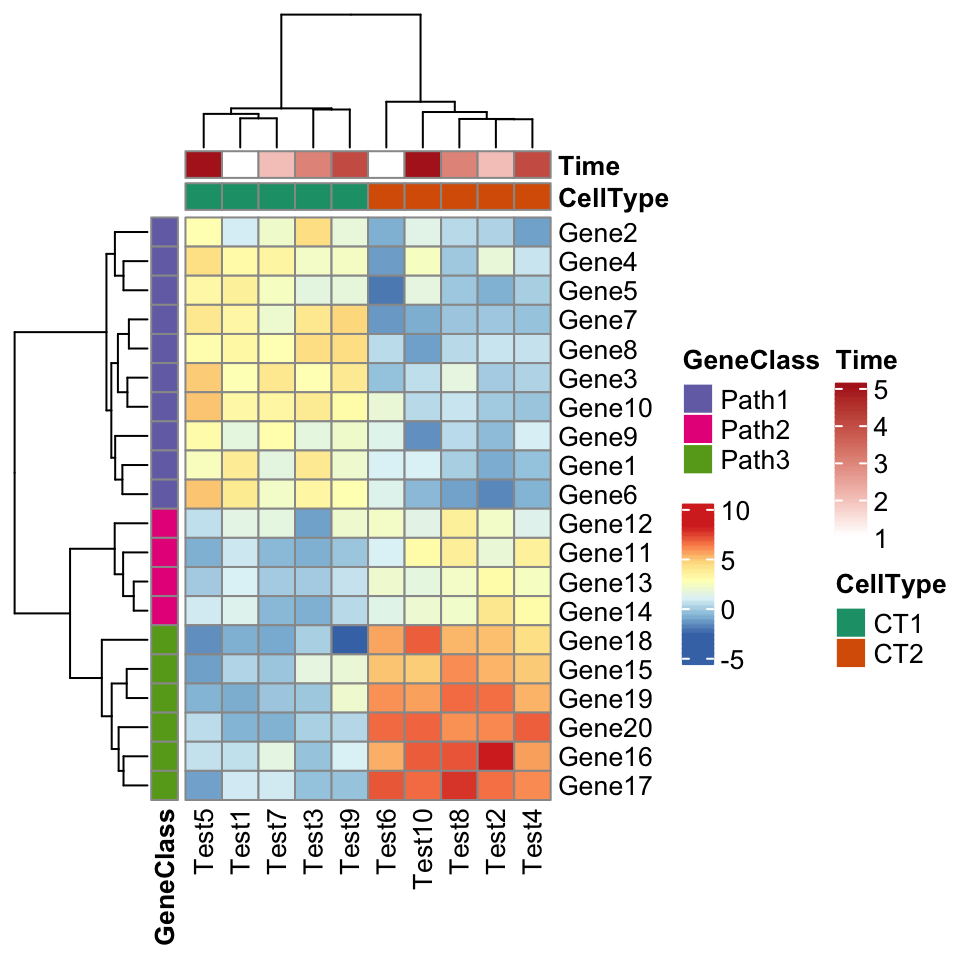 Time
CellType
Gene2
Gene4
Gene5
Gene7
Gene8
Gene3
Gene10
Gene9
Gene1
Gene6
Gene12
Gene11
Gene13
Gene14
Gene18
Gene15
Gene19
Gene20
Gene16
Gene17
GeneClass
Test5
Test1
Test7
Test3
Test9
Test6
Test10
Test8
Test2
Test4
GeneClass
Path1
Path2
Path3
10
5
0
-5
Time
5
4
3
2
1
CellType
CT1
CT2